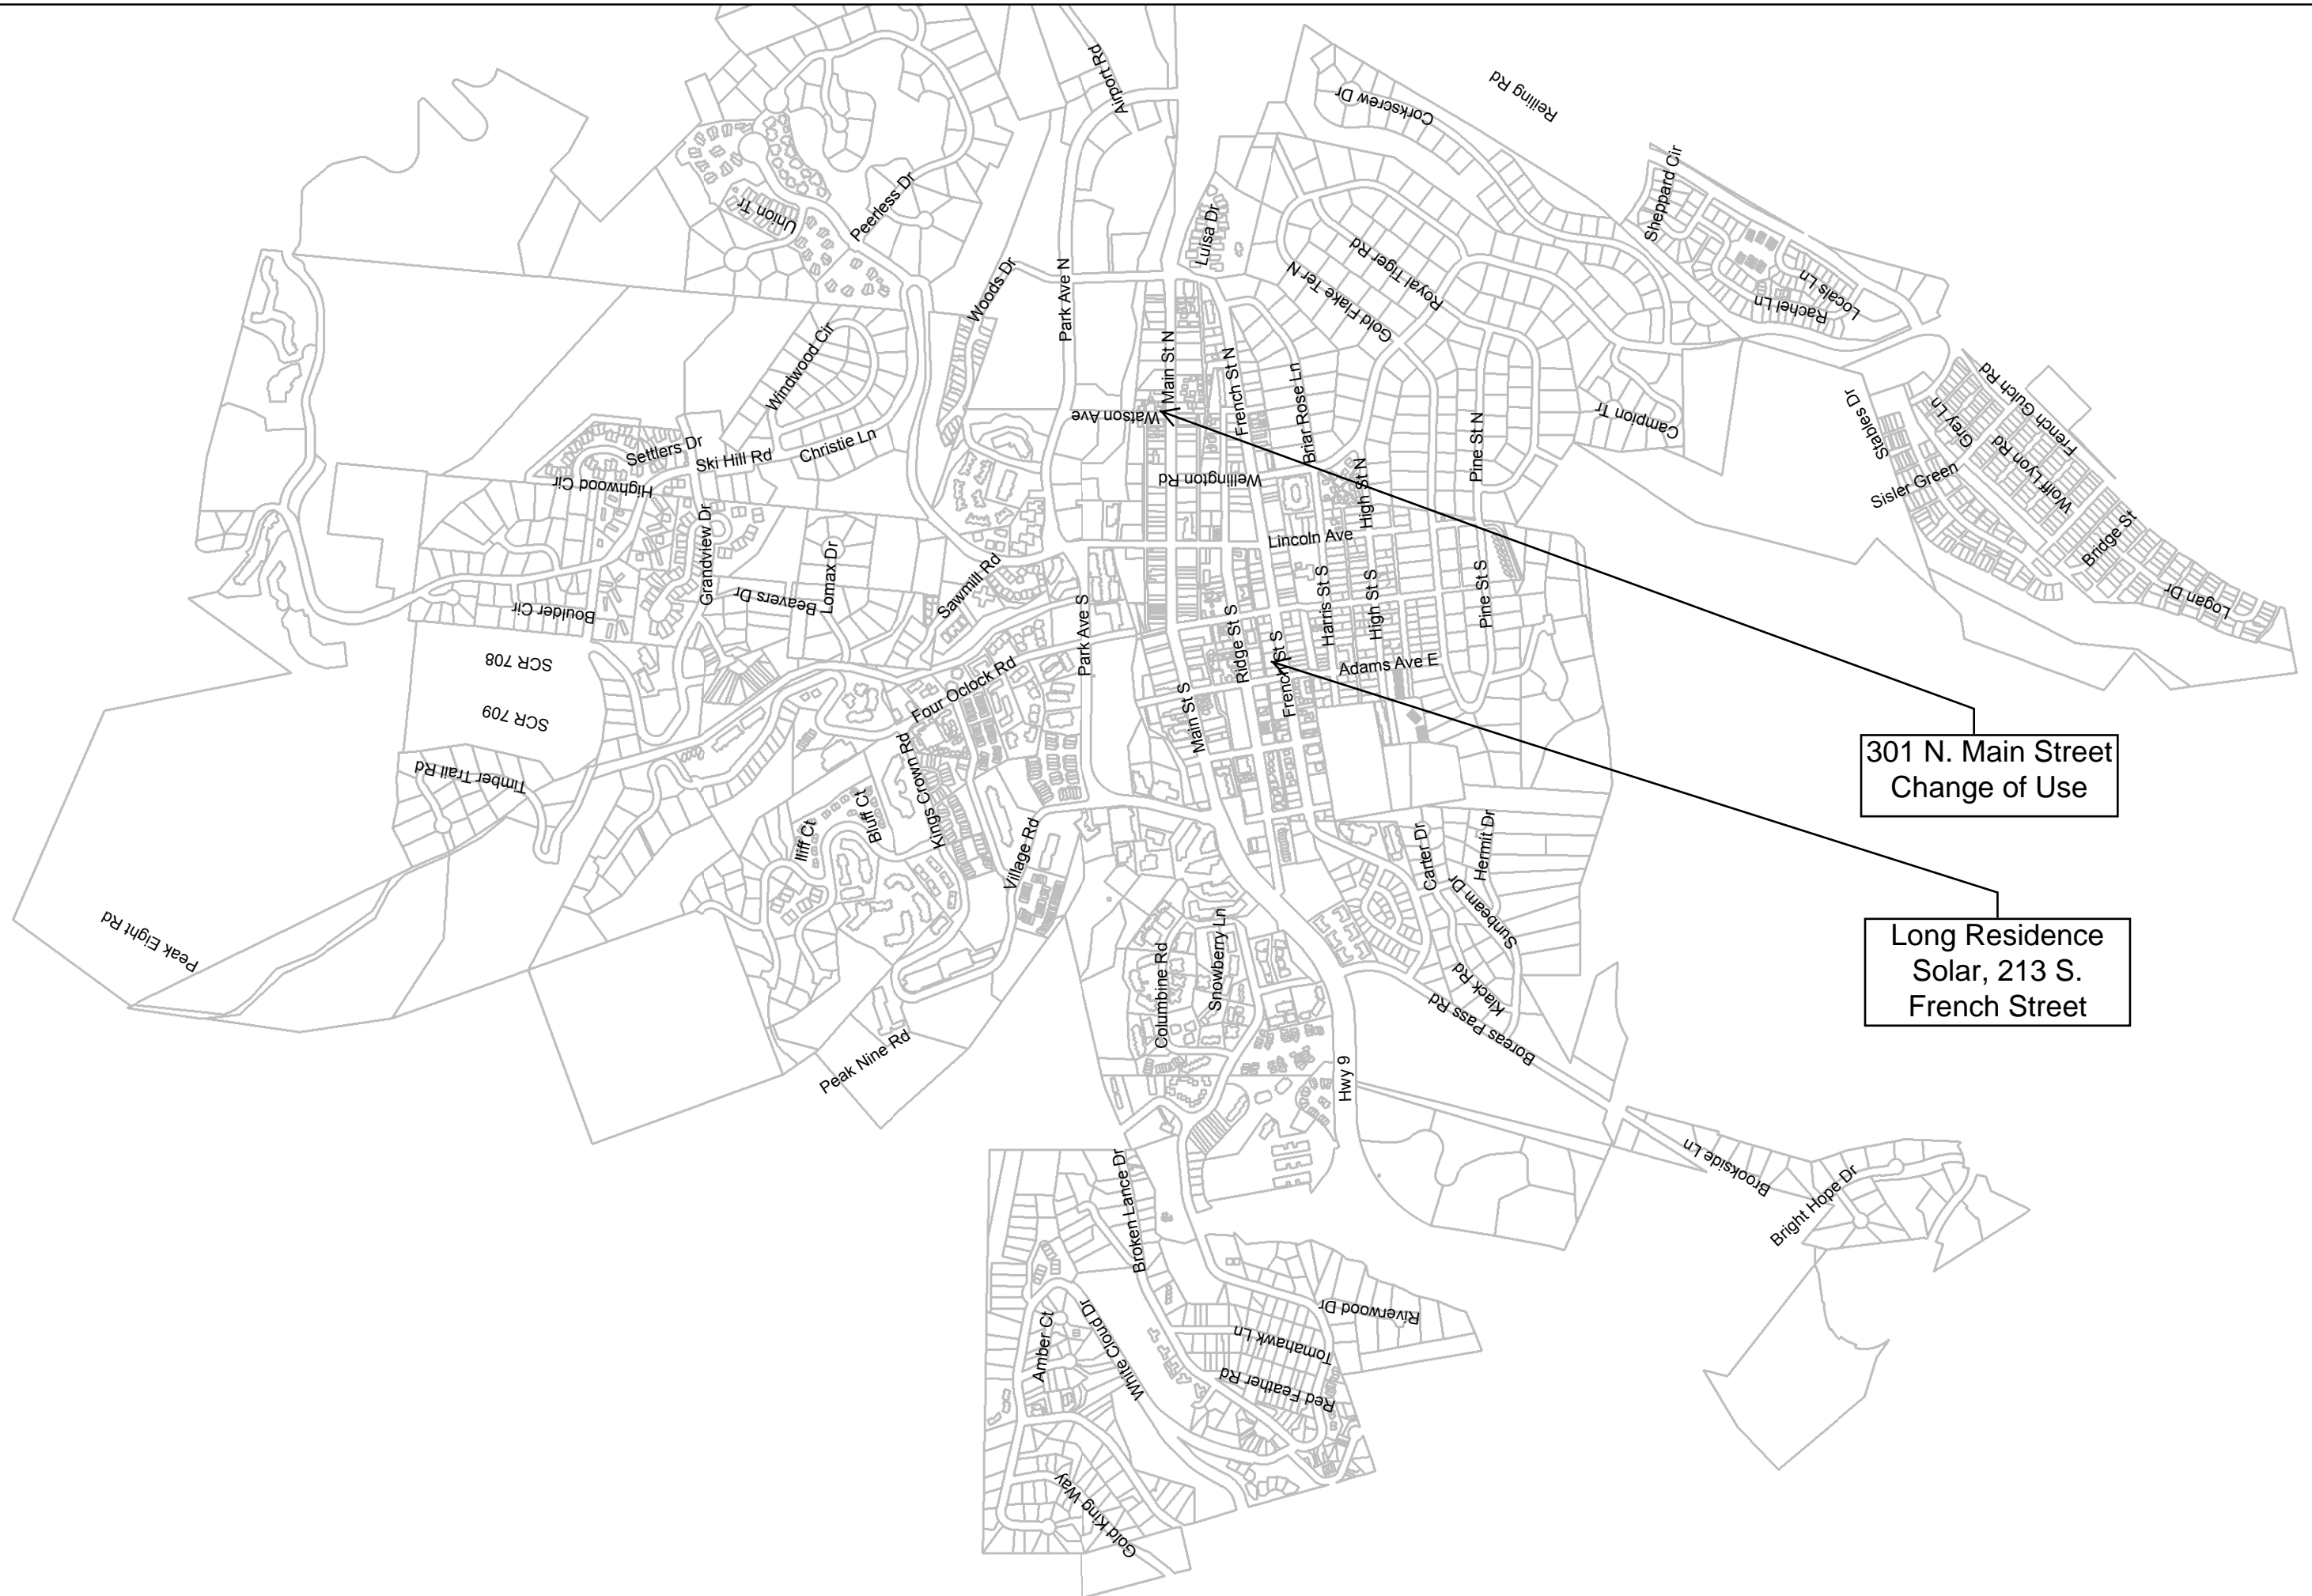 Airport Rd
Reiling Rd
Corkscrew Dr
Sheppard Cir
Union Tr
Peerless Dr
Luisa Dr
Royal Tiger Rd
Gold Flake Ter N
Locals Ln
Rachel Ln
Woods Dr
Park Ave N
Windwood Cir
Main St N
French St N
Briar Rose Ln
Watson Ave
Campion Tr
Stables Dr
Grey Ln
French Gulch Rd
Wolff Lyon Rd
Sisler Green
Bridge St
Logan Dr
Settlers Dr
Ski Hill Rd
Christie Ln
Highwood Cir
Wellington Rd
High St N
Pine St N
Grandview Dr
Lomax Dr
Lincoln Ave
Sawmill Rd
Beavers Dr
Boulder Cir
Park Ave S
Ridge St S
Harris St S
High St S
Pine St S
SCR 708
SCR 709
Four Oclock Rd
French St S
Adams Ave E
Main St S
Timber Trail Rd
Kings Crown Rd
301 N. Main Street
Change of Use
Iliff Ct
Bluff Ct
Village Rd
Carter Dr
Hermit Dr
Sunbeam Dr
Peak Eight Rd
Columbine Rd
Snowberry Ln
Klack Rd
Boreas Pass Rd
Long Residence
Solar, 213 S.
French Street
Peak Nine Rd
Hwy 9
Broken Lance Dr
Brookside Ln
Bright Hope Dr
Amber Ct
White Cloud Dr
Riverwood Dr
Tomahawk Ln
Red Feather Rd
Gold King Way